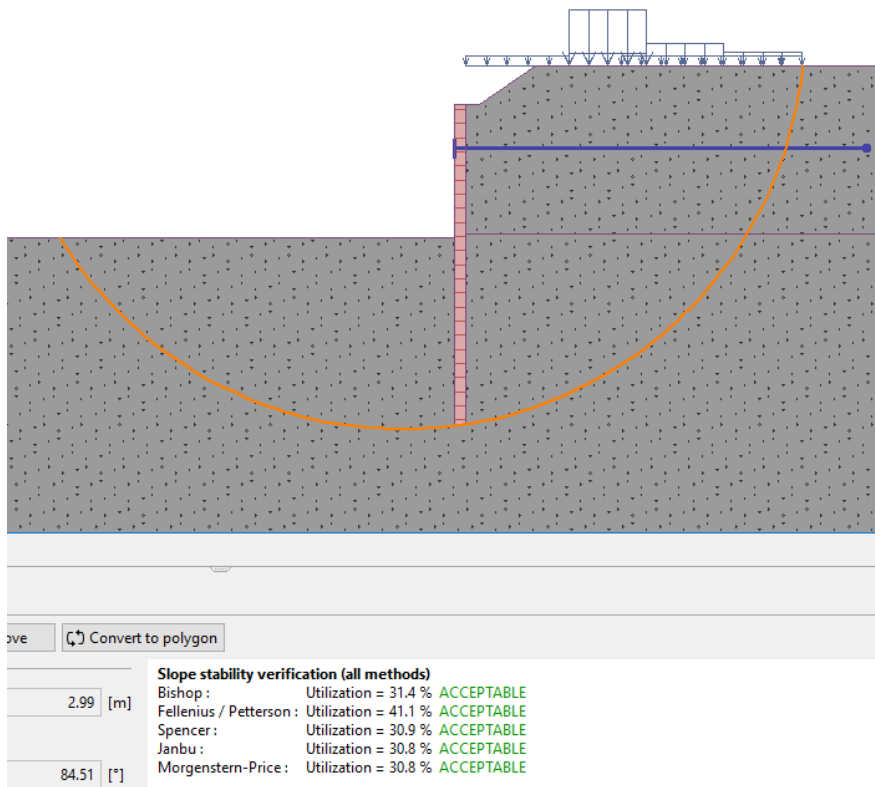 ove
Convert to polygon
Slope stability verification (all methods)
Bishop : Utilization = 31.4 % ACCEPTABLE
2.99 [m]
Fellenius / Petterson : Utilization = 41.1 % ACCEPTABLE
Spencer : Utilization = 30.9 % ACCEPTABLE
Janbu : Utilization = 30.8 % ACCEPTABLE
Morgenstern-Price : Utilization = 30.8 % ACCEPTABLE
84.51 [°]